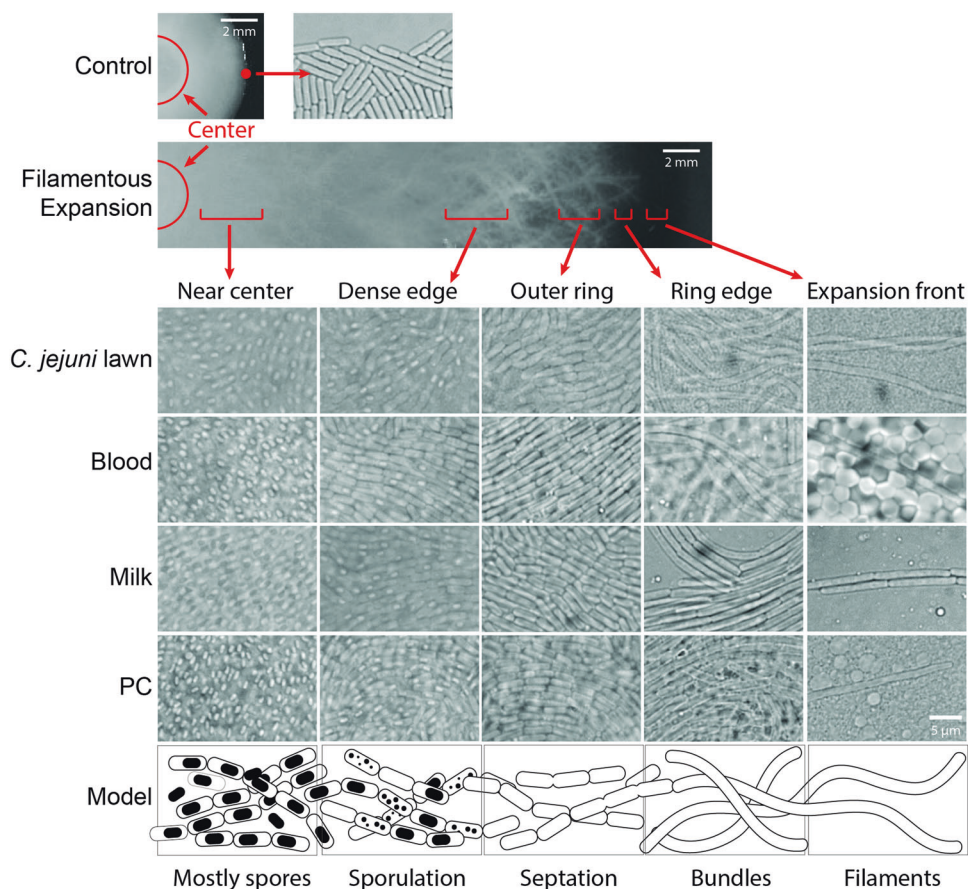 2 mm
Control
Center
2 mm
Filamentous
Expansion
Near center Dense edge Outer ring Ring edge Expansion front
C. jejuni lawn
Blood
Milk
PC
5 µm
Model
Mostly spores Sporulation Septation Bundles Filaments